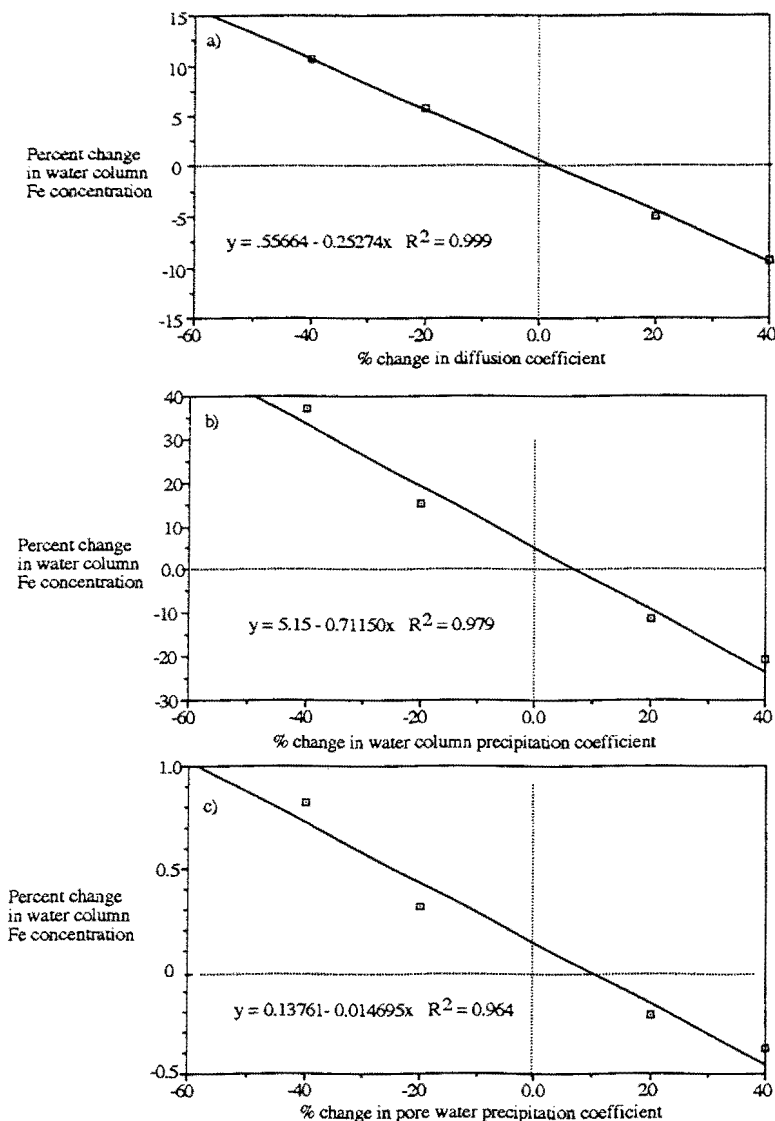 15
a)
10
5
Percent change
in water column
Fe concentration
0
-5
y = .55664 - 0.25274x R² = 0.999
-10
-15
-60 -40 -20 0.0 20 40
% change in diffusion coefficient
40
b)
30
20
10
Percent change
in water column
Fe concentration
0.0
-10
y = 5.15 - 0.71150x R² = 0.979
-20
-30
-60 -40 -20 0.0 20 40
% change in water column precipitation coefficient
1.0
c)
0.5
Percent change
in water column
Fe concentration
0
y = 0.13761- 0.014695x R² = 0.964
-0.5
-60 -40 -20 0.0 20 40
% change in pore water precipitation coefficient